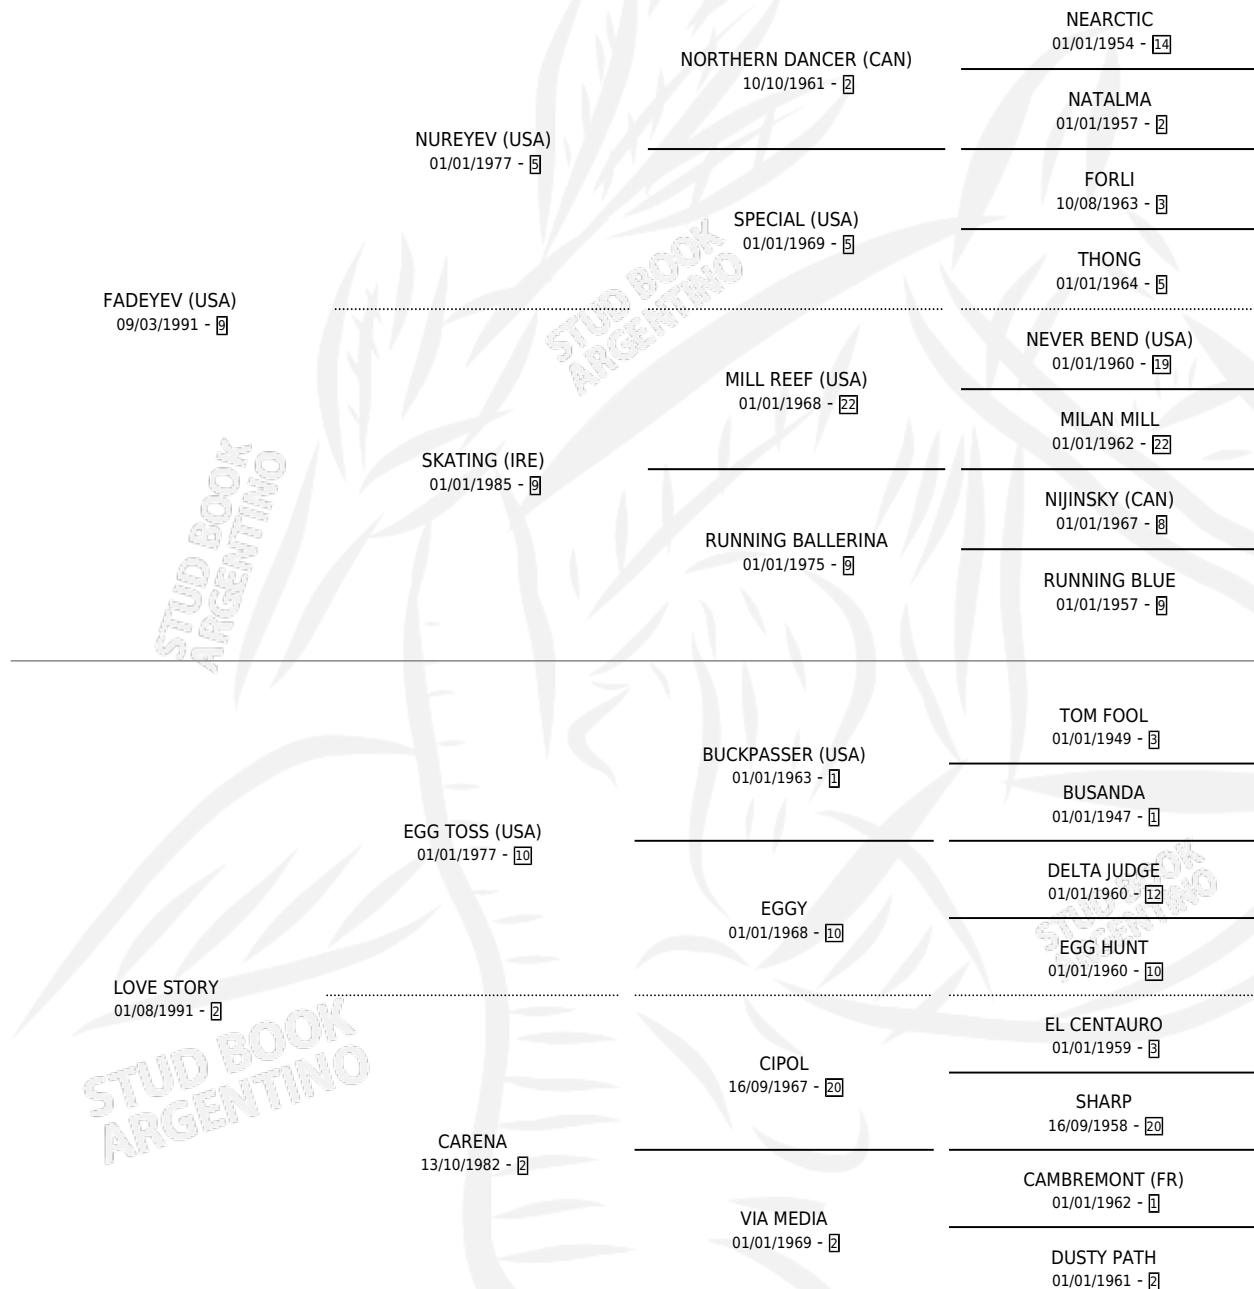 NEARCTIC
01/01/1954 - 14
NORTHERN DANCER (CAN)
10/10/1961 - 2
NATALMA
01/01/1957 - 2
NUREYEV (USA)
01/01/1977 - 5
FORLI
10/08/1963 - 3
SPECIAL (USA)
01/01/1969 - 5
THONG
01/01/1964 - 5
FADEYEV (USA)
09/03/1991 - 9
NEVER BEND (USA)
01/01/1960 - 19
MILL REEF (USA)
01/01/1968 - 22
MILAN MILL
01/01/1962 - 22
SKATING (IRE)
01/01/1985 - 9
NIJINSKY (CAN)
01/01/1967 - 8
RUNNING BALLERINA
01/01/1975 - 9
RUNNING BLUE
01/01/1957 - 9
TOM FOOL
01/01/1949 - 3
BUCKPASSER (USA)
01/01/1963 - 1
BUSANDA
01/01/1947 - 1
EGG TOSS (USA)
01/01/1977 - 10
DELTA JUDGE
01/01/1960 - 12
EGGY
01/01/1968 - 10
EGG HUNT
01/01/1960 - 10
LOVE STORY
01/08/1991 - 2
EL CENTAURO
01/01/1959 - 3
CIPOL
16/09/1967 - 20
SHARP
16/09/1958 - 20
CARENA
13/10/1982 - 2
CAMBREMONT (FR)
01/01/1962 - 1
VIA MEDIA
01/01/1969 - 2
DUSTY PATH
01/01/1961 - 2
STUD BOOK
ARGENTINO
STUD BOOK
ARGENTINO
STUD BOOK
ARGENTINO
STUD BOOK
ARGENTINO